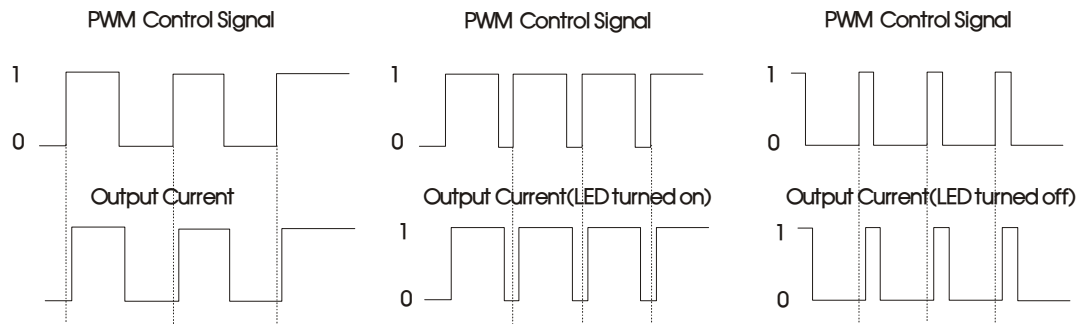 PWM Control Signal
PWM Control Signal
PWM Control Signal
1
0
1
0
1
0
Output Current
Output Current(LED turned on)
Output Current(LED turned off)
1
0
1
0